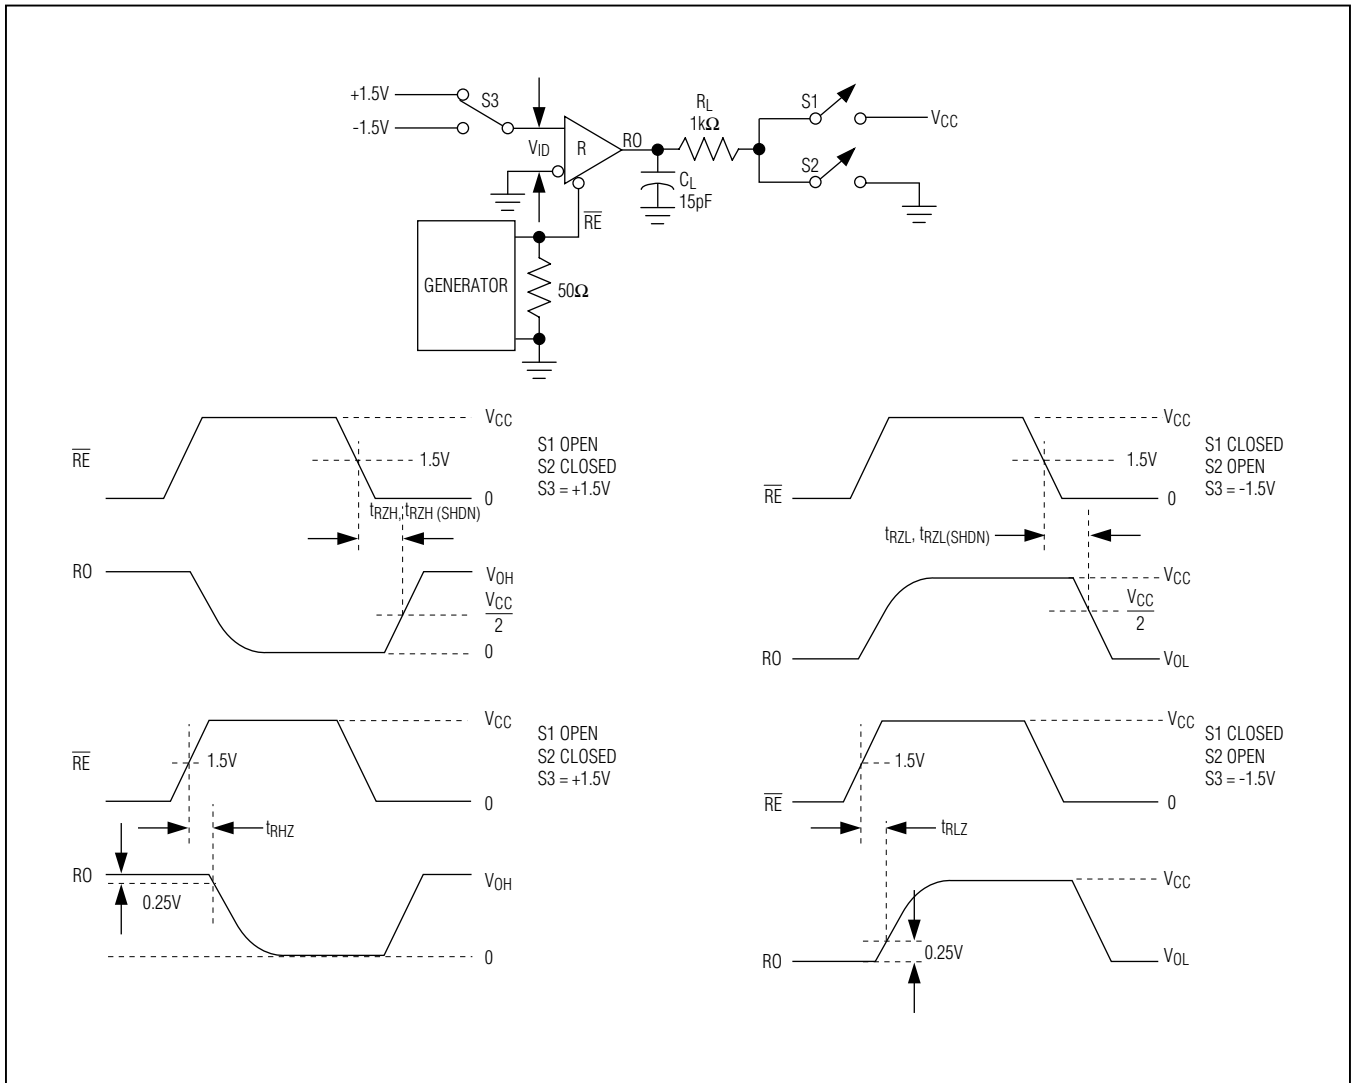 +1.5V
S3
-1.5V
VID
R
RO
RL
1kΩ
S1
VCC
S2
CL
15pF
RE
GENERATOR
50Ω
RE
VCC
1.5V
0
S1 OPEN
S2 CLOSED
S3 = +1.5V
tRZH, tRZH (SHDN)
RO
VOH
VCC
2
0
RE
VCC
1.5V
0
S1 CLOSED
S2 OPEN
S3 = -1.5V
tRZL, tRZL(SHDN)
VCC
VCC
2
RO
VOL
RE
VCC
1.5V
0
S1 OPEN
S2 CLOSED
S3 = +1.5V
tRHZ
RO
VOH
0.25V
0
RE
VCC
1.5V
0
S1 CLOSED
S2 OPEN
S3 = -1.5V
tRLZ
VCC
0.25V
RO
VOL